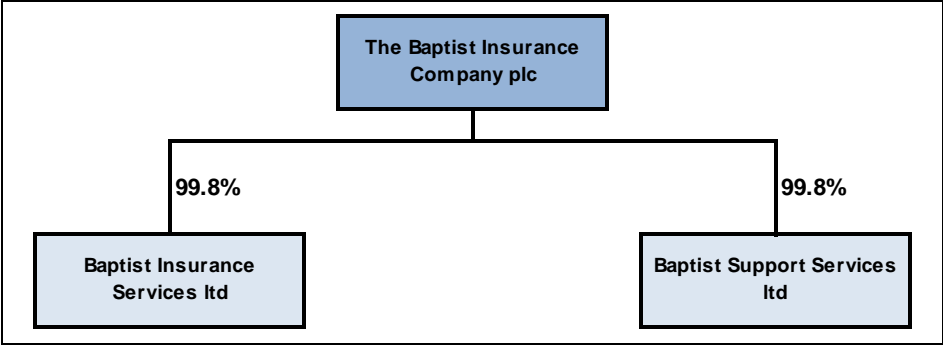 The Baptist Insurance
Company plc
99.8%
99.8%
Baptist Insurance
Services ltd
Baptist Support Services
ltd